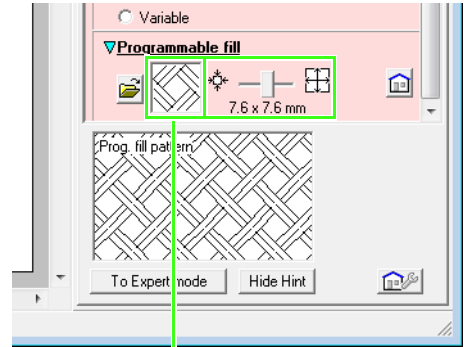 Variable
Programmable fill
7.6 x 7.6 mm
Prog. fill pattern
To Expert mode
Hide Hint